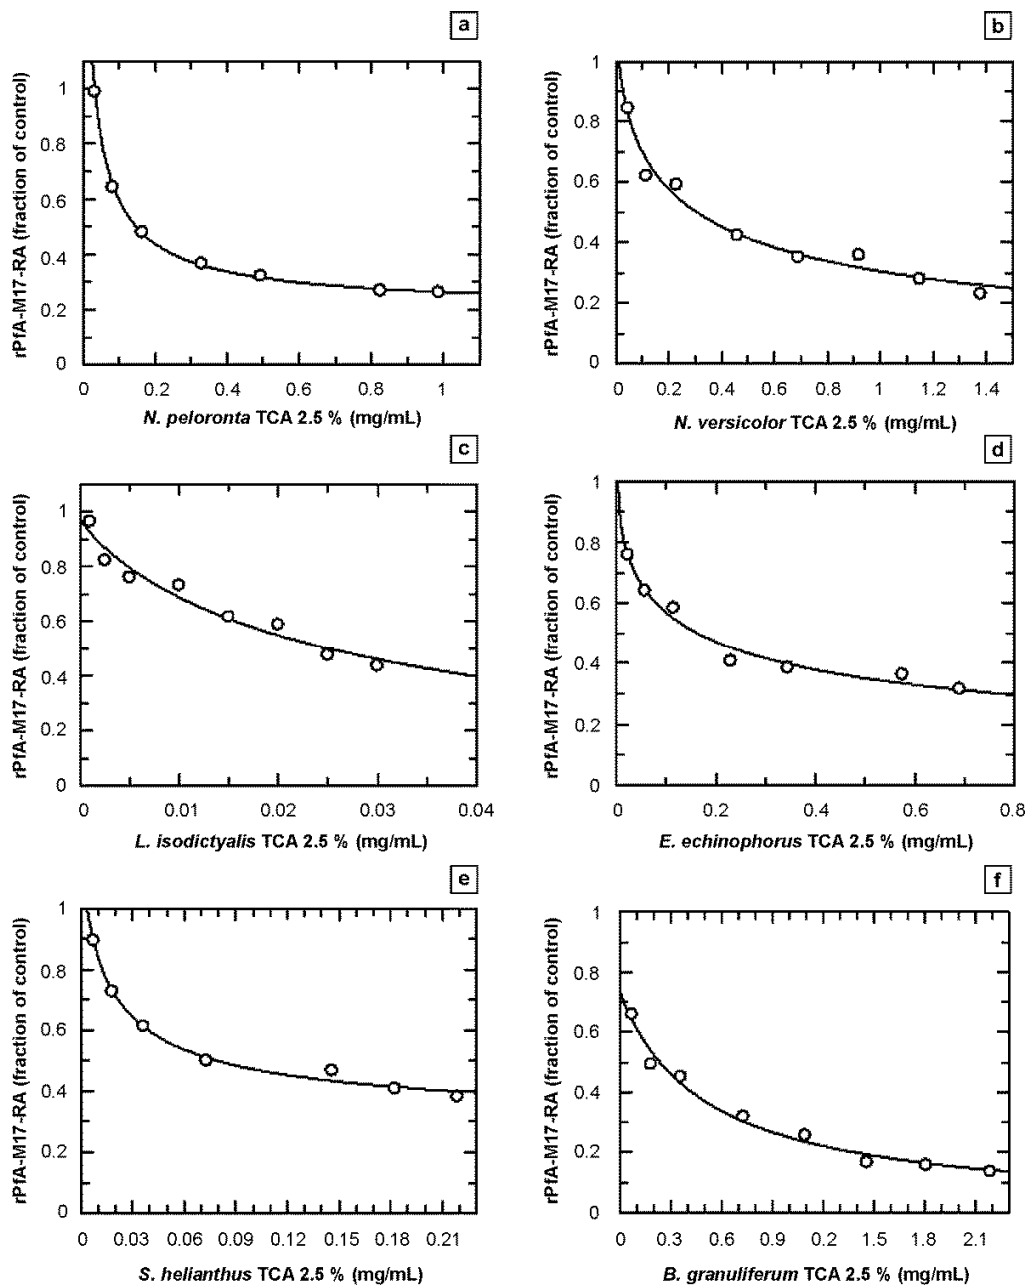 a
rPfA-M17-RA (fraction of control)
1
0.8
0.6
0.4
0.2
0
0 0.2 0.4 0.6 0.8 1
N. peloronta TCA 2.5 % (mg/mL)
b
rPfA-M17-RA (fraction of control)
1
0.8
0.6
0.4
0.2
0
0 0.2 0.4 0.6 0.8 1 1.2 1.4
N. versicolor TCA 2.5 % (mg/mL)
c
rPfA-M17-RA (fraction of control)
1
0.8
0.6
0.4
0.2
0
0 0.01 0.02 0.03 0.04
L. isodictyalis TCA 2.5 % (mg/mL)
d
rPfA-M17-RA (fraction of control)
1
0.8
0.6
0.4
0.2
0
0 0.2 0.4 0.6 0.8
E. echinophorus TCA 2.5 % (mg/mL)
e
rPfA-M17-RA (fraction of control)
1
0.8
0.6
0.4
0.2
0
0 0.03 0.06 0.09 0.12 0.15 0.18 0.21
S. helianthus TCA 2.5 % (mg/mL)
f
rPfA-M17-RA (fraction of control)
1
0.8
0.6
0.4
0.2
0
0 0.3 0.6 0.9 1.2 1.5 1.8 2.1
B. granuliferum TCA 2.5 % (mg/mL)